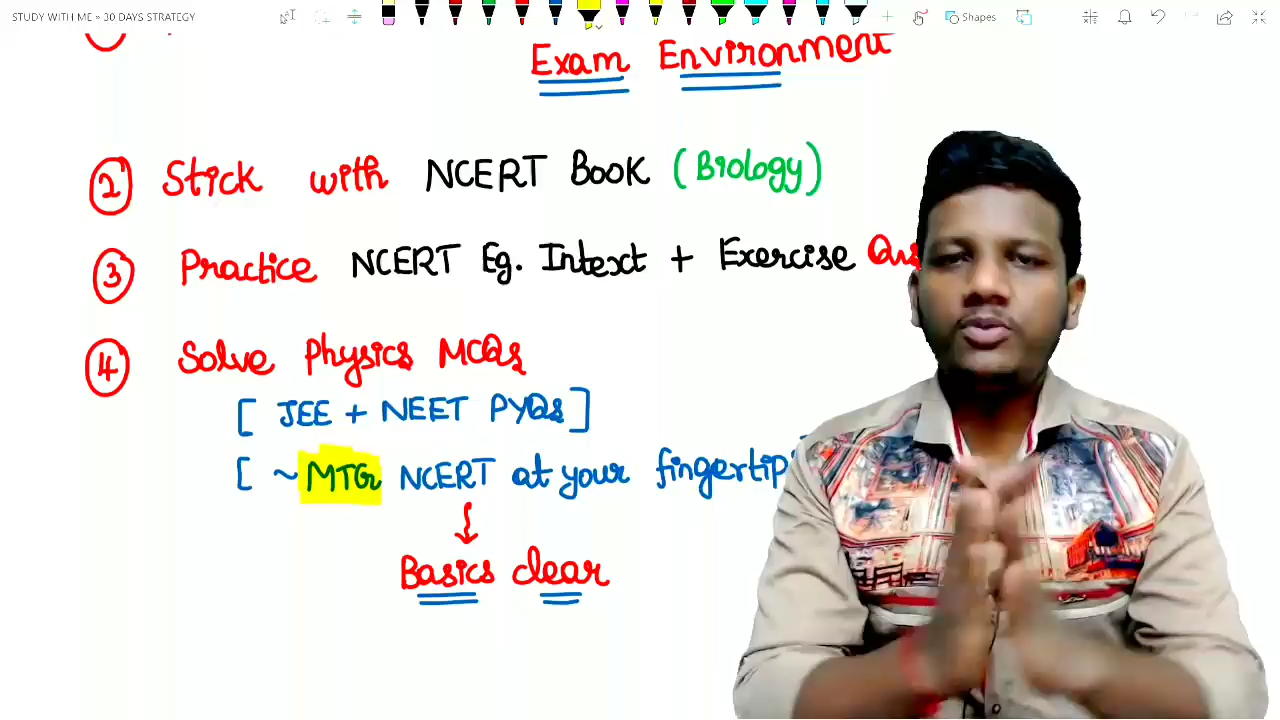 STUDY WITH ME » 30 DAYS STRATEGY
Shapes
Exam Environment
2 Stick with NCERT Book (Biology)
3 Practice NCERT Eg. Intext + Exercise
4 Solve Physics MCQs
[ JEE + NEET PYQs ]
[ ~ MTG NCERT at your fingertip
Basics clear